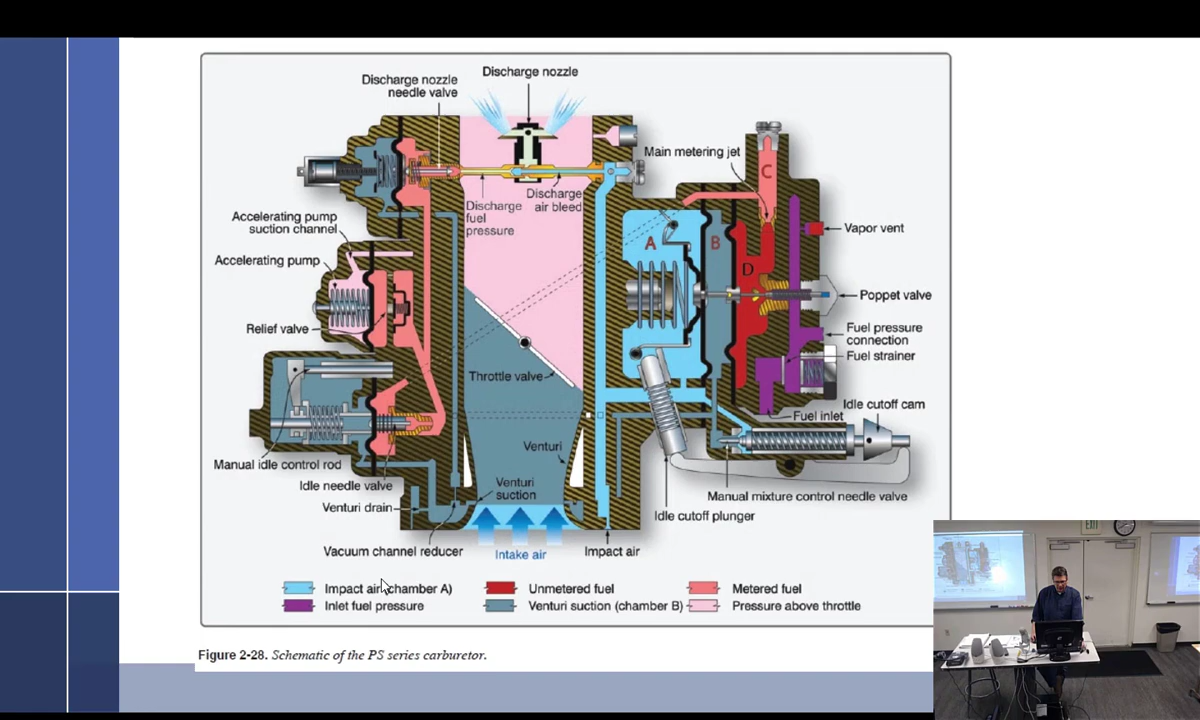 Discharge nozzle
needle valve
Discharge nozzle
Main metering jet
C
Discharge
fuel
pressure
Discharge
air bleed
Accelerating pump
suction channel
Accelerating pump
A
B
D
Vapor vent
Poppet valve
Relief valve
Fuel pressure
connection
Fuel strainer
Throttle valve
Fuel inlet
Idle cutoff cam
Manual idle control rod
Idle needle valve
Venturi
Venturi
suction
Venturi drain
Manual mixture control needle valve
Idle cutoff plunger
Vacuum channel reducer
Intake air
Impact air
Impact air (chamber A)
Unmetered fuel
Metered fuel
Inlet fuel pressure
Venturi suction (chamber B)
Pressure above throttle
Figure 2-28. Schematic of the PS series carburetor.
EXIT